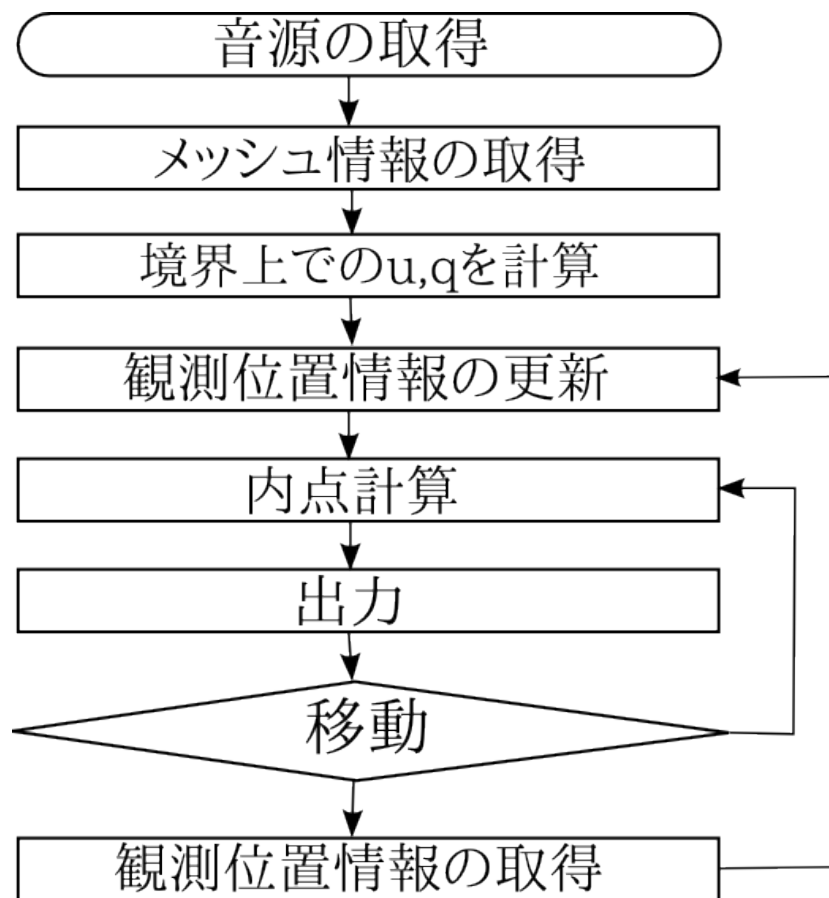 音源の取得
メッシュ情報の取得
境界上でのu,qを計算
観測位置情報の更新
内点計算
出力
移動
観測位置情報の取得